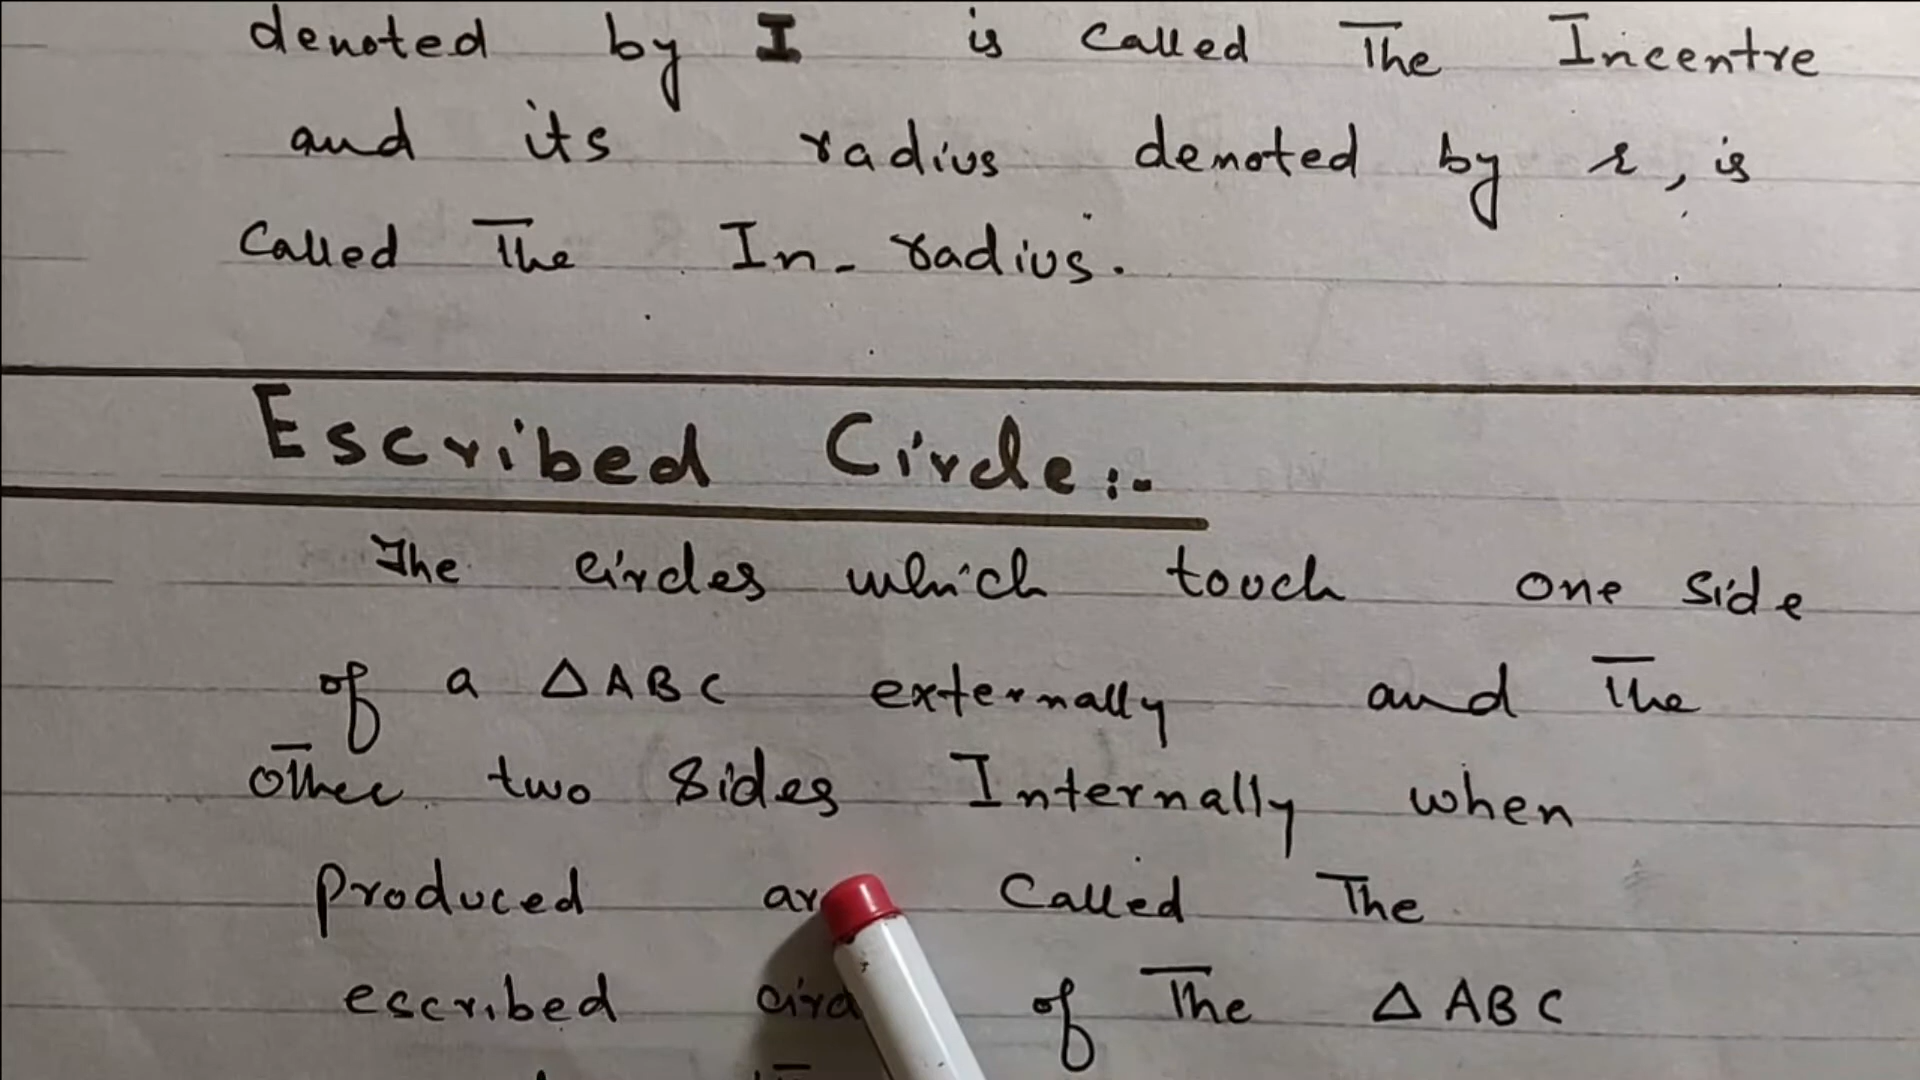 denoted by I is called The Incentre
and its radius denoted by r, is
called The In-radius.
Escribed Circle:-
The circles which touch one side
of a △ABC externally and The
other two sides Internally when
produced are called The
escribed of The △ABC